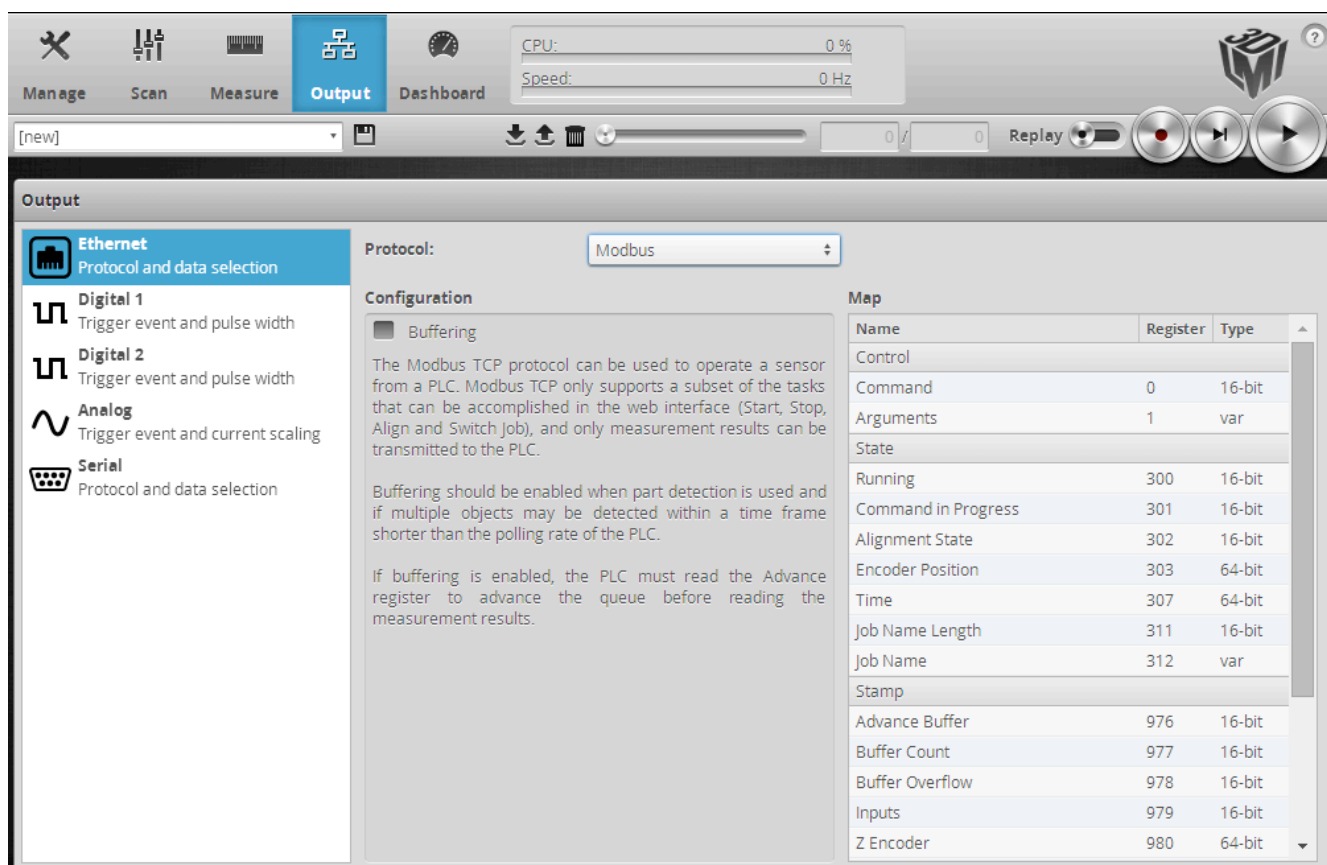 CPU: 0 %
Speed: 0 Hz
Manage Scan Measure Output Dashboard
LMI3D
?
[new] 0 / 0 Replay
Output
Ethernet
Protocol and data selection
Digital 1
Trigger event and pulse width
Digital 2
Trigger event and pulse width
Analog
Trigger event and current scaling
Serial
Protocol and data selection
Protocol: Modbus
Configuration
Buffering
The Modbus TCP protocol can be used to operate a sensor
from a PLC. Modbus TCP only supports a subset of the tasks
that can be accomplished in the web interface (Start, Stop,
Align and Switch Job), and only measurement results can be
transmitted to the PLC.
Buffering should be enabled when part detection is used and
if multiple objects may be detected within a time frame
shorter than the polling rate of the PLC.
If buffering is enabled, the PLC must read the Advance
register to advance the queue before reading the
measurement results.
Map
Name Register Type
Control
Command 0 16-bit
Arguments 1 var
State
Running 300 16-bit
Command in Progress 301 16-bit
Alignment State 302 16-bit
Encoder Position 303 64-bit
Time 307 64-bit
Job Name Length 311 16-bit
Job Name 312 var
Stamp
Advance Buffer 976 16-bit
Buffer Count 977 16-bit
Buffer Overflow 978 16-bit
Inputs 979 16-bit
Z Encoder 980 64-bit